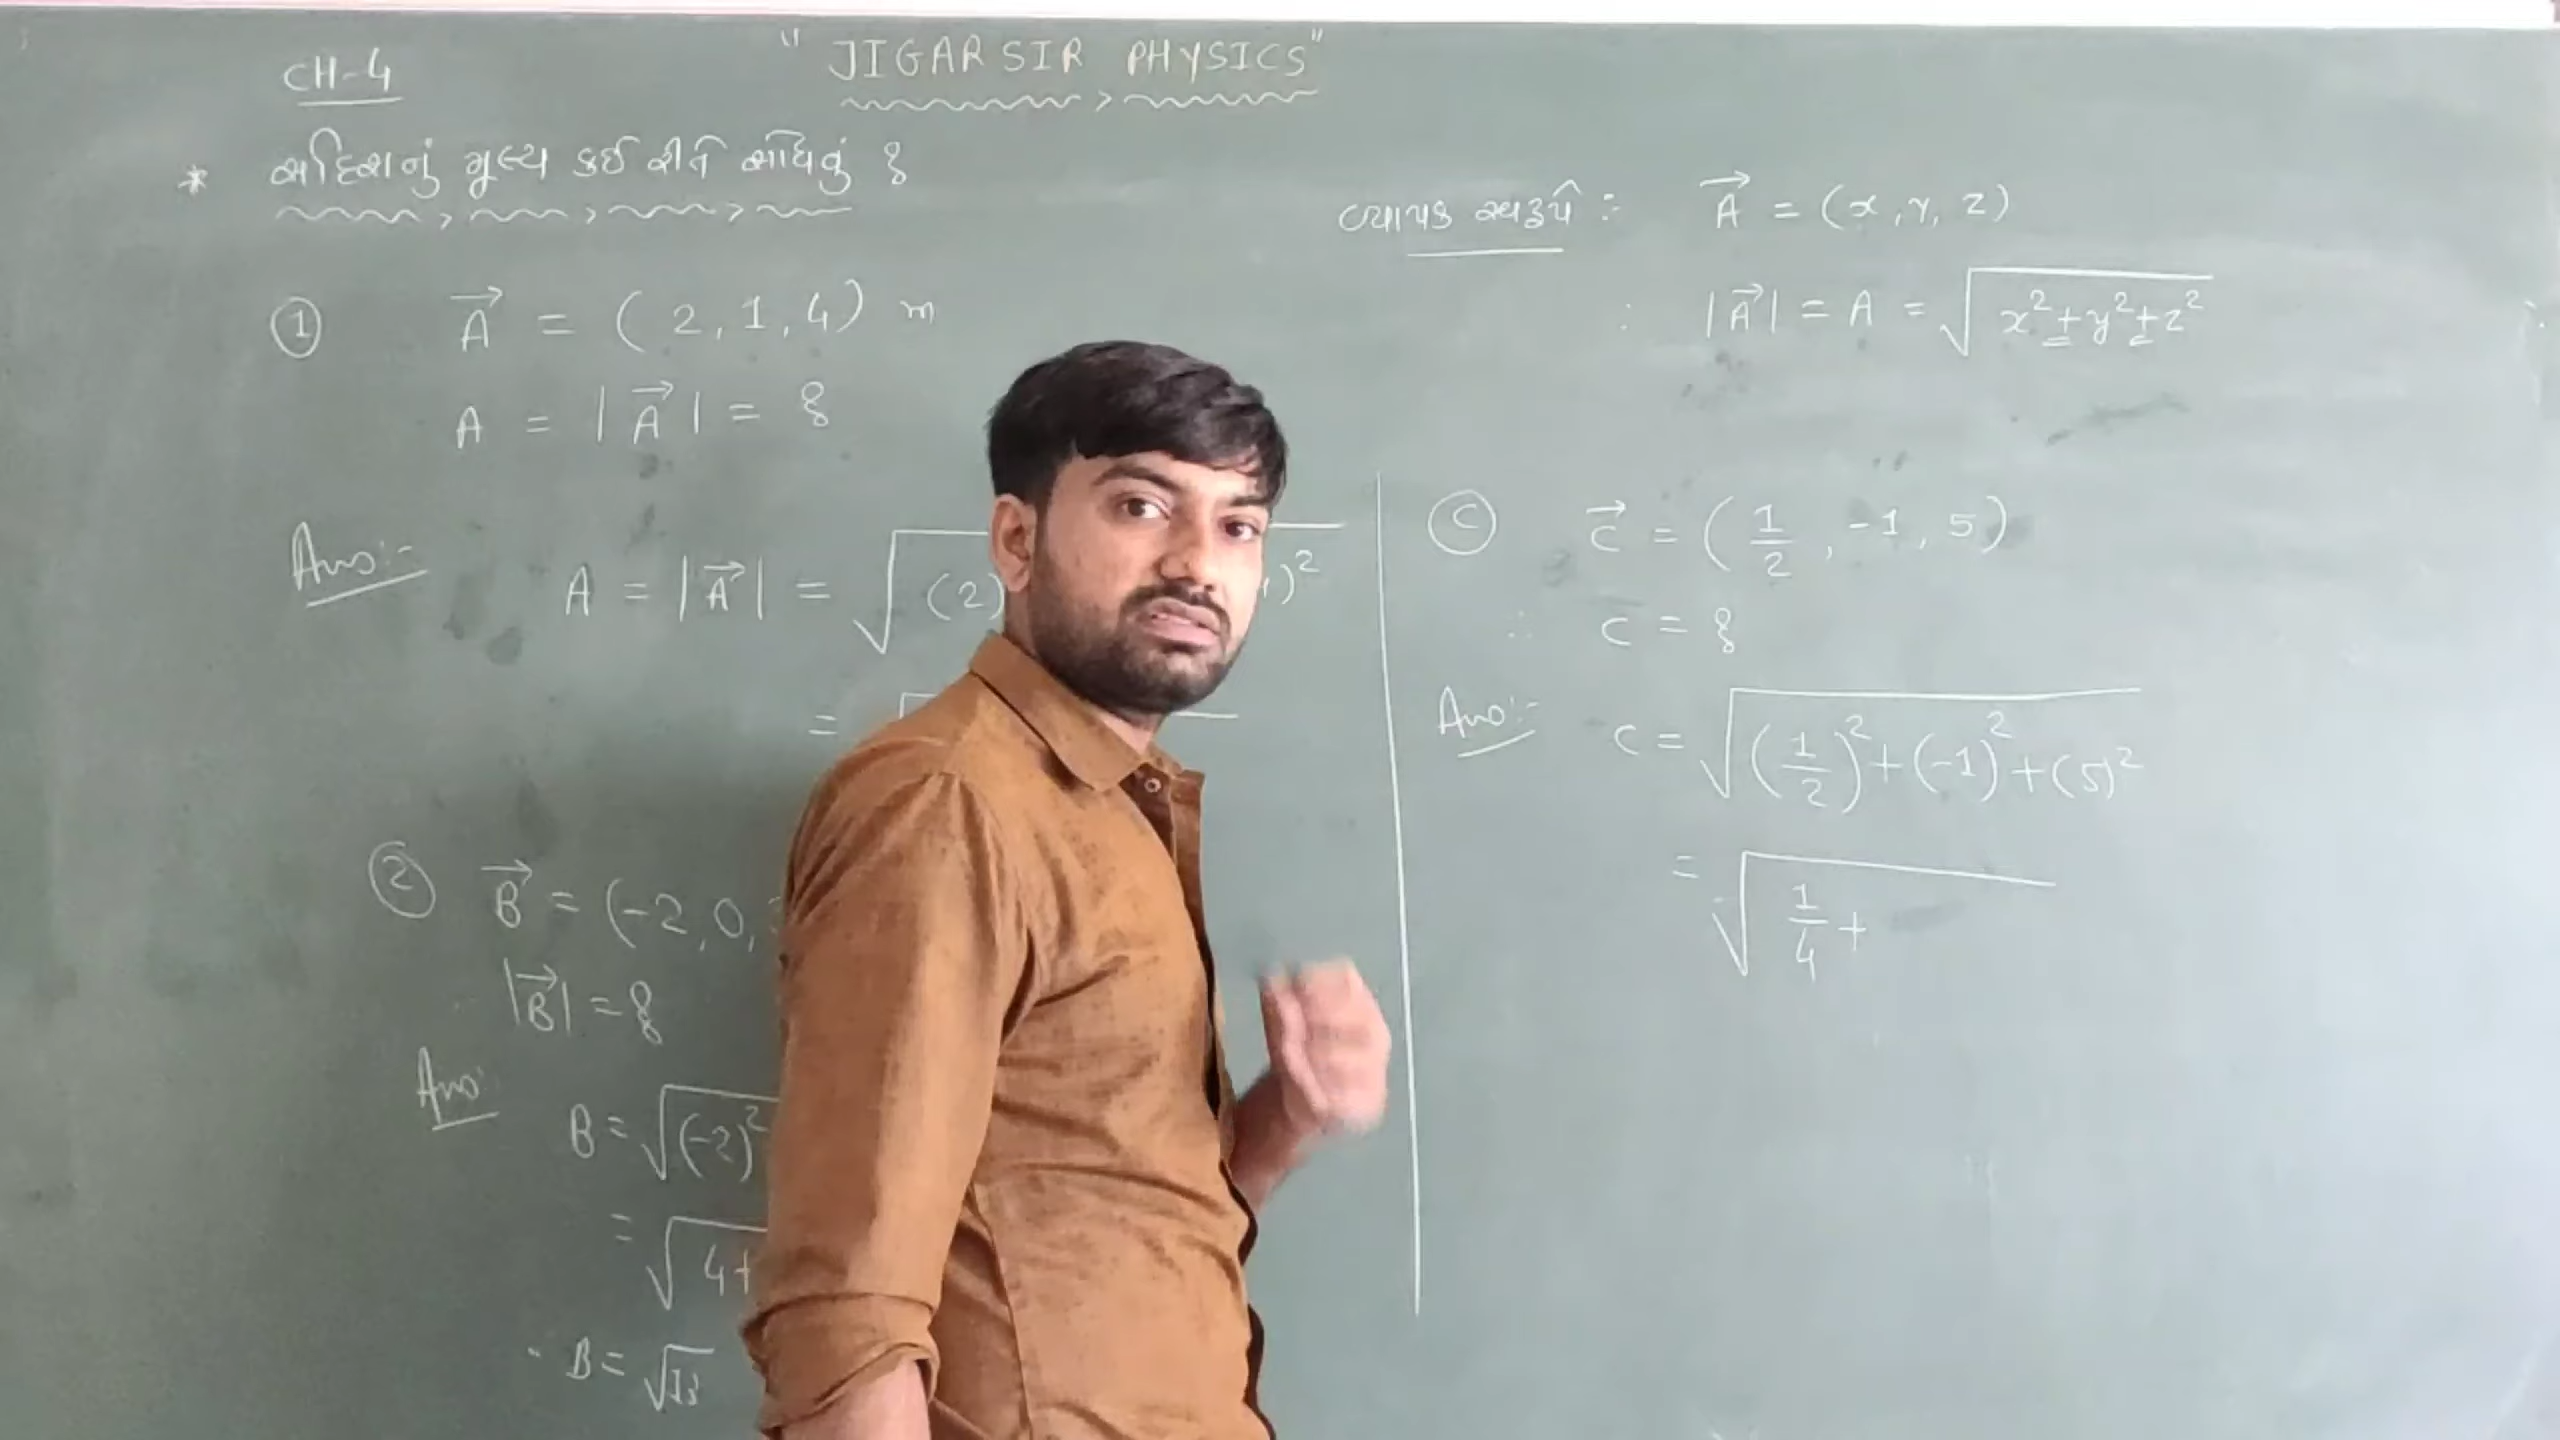 CH-4
"JIGAR SIR PHYSICS"
* સદિશનું મૂલ્ય કઈ રીતે શોધવું ?
① A⃗ = (2, 1, 4) m
A = |A⃗| = ?
Ans:- A = |A⃗| = √(2) )²
=
② B⃗ = (-2, 0,
|B⃗| = ?
Ans: B = √(-2)²
= √4+
B = √13
વ્યાપક સ્વરૂપે : A⃗ = (x, y, z)
∴ |A⃗| = A = √x²+y²+z²
Ⓒ C⃗ = (1/2, -1, 5)
∴ C = ?
Ans:- C = √(1/2)²+(-1)²+(5)²
= √1/4+